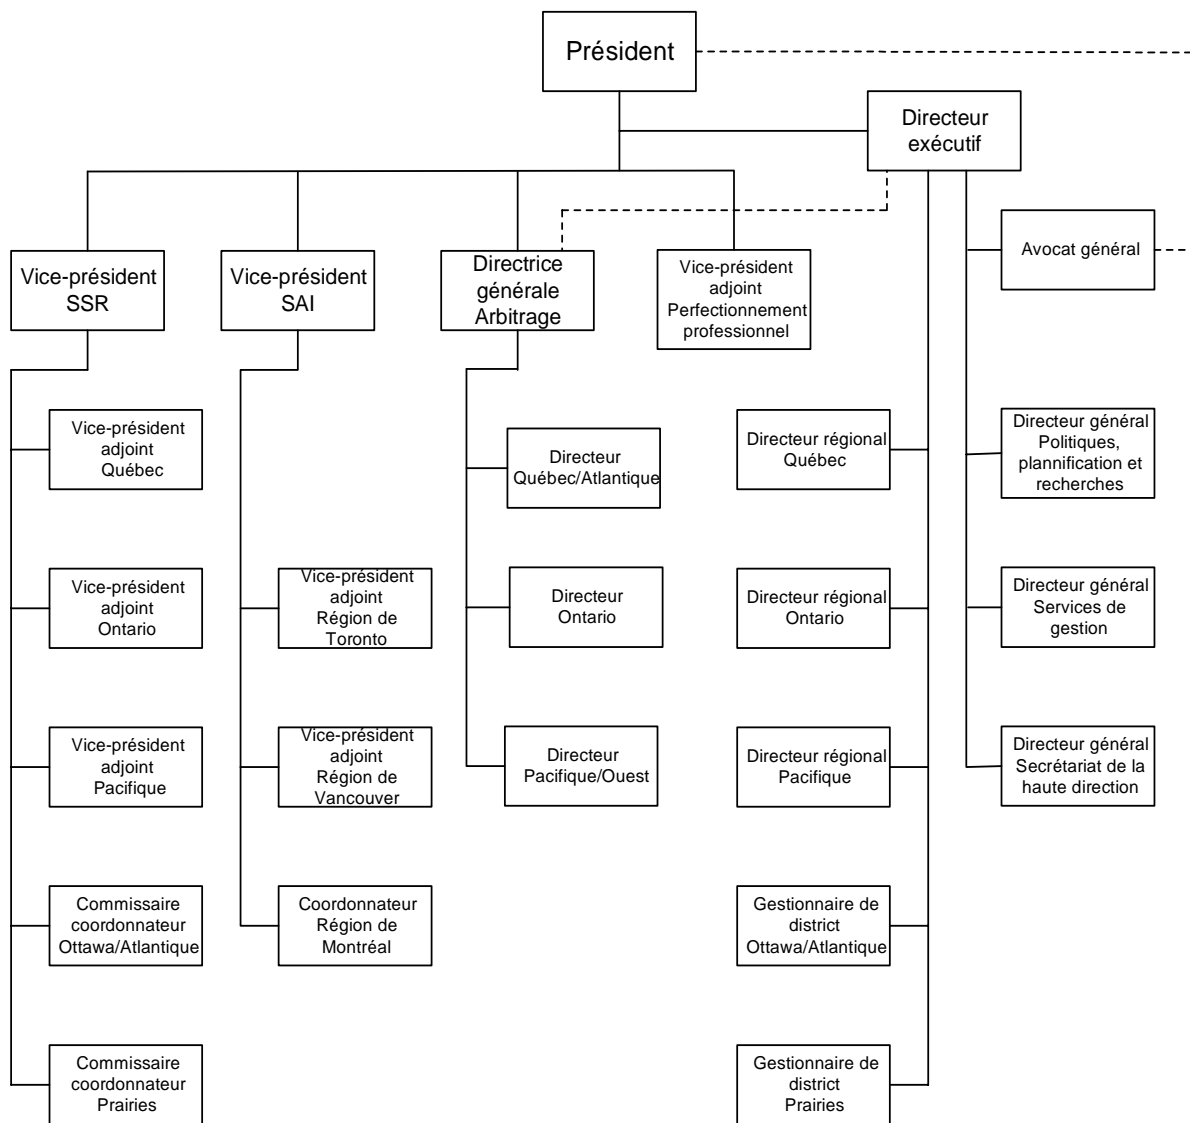 Président
Directeur
exécutif
Vice-président
SSR
Vice-président
SAI
Directrice
générale
Arbitrage
Vice-président
adjoint
Perfectionnement
professionnel
Avocat général
Vice-président
adjoint
Québec
Directeur
Québec/Atlantique
Directeur régional
Québec
Directeur général
Politiques,
plannification et
recherches
Vice-président
adjoint
Ontario
Vice-président
adjoint
Région de
Toronto
Directeur
Ontario
Directeur régional
Ontario
Directeur général
Services de
gestion
Vice-président
adjoint
Pacifique
Vice-président
adjoint
Région de
Vancouver
Directeur
Pacifique/Ouest
Directeur régional
Pacifique
Directeur général
Secrétariat de la
haute direction
Commissaire
coordonnateur
Ottawa/Atlantique
Coordonnateur
Région de
Montréal
Gestionnaire de
district
Ottawa/Atlantique
Commissaire
coordonnateur
Prairies
Gestionnaire de
district
Prairies